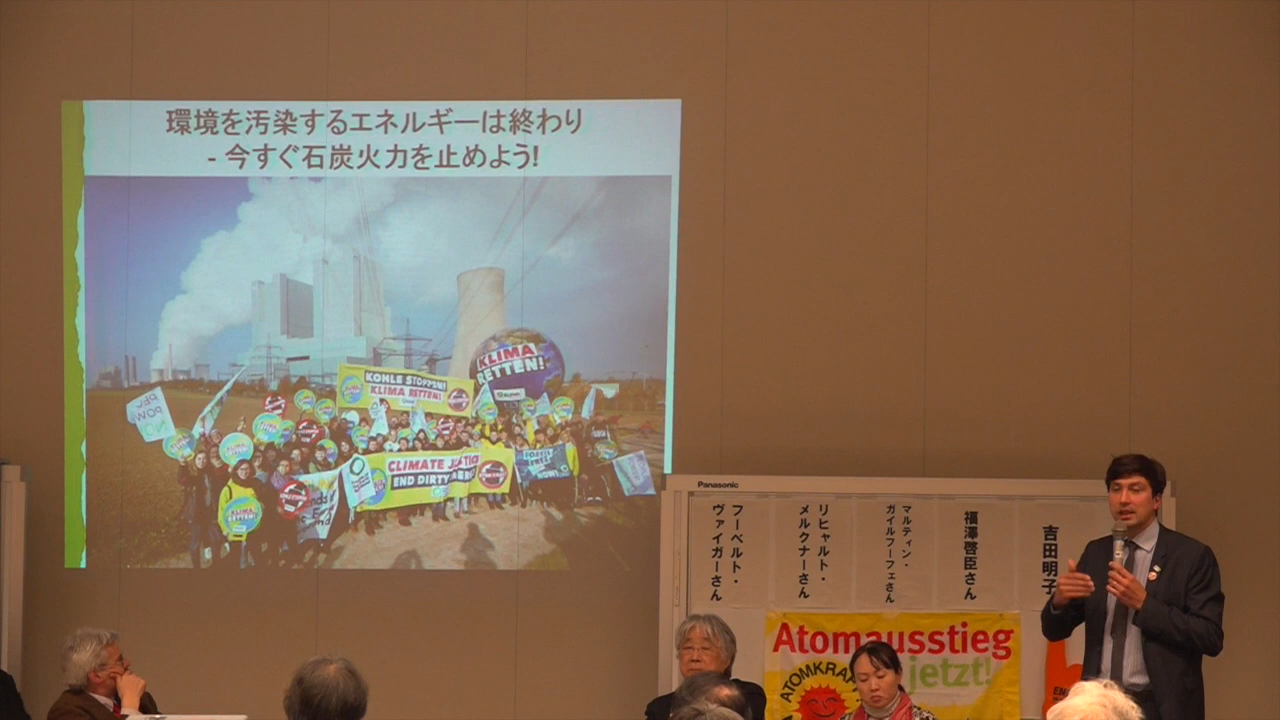 環境を汚染するエネルギーは終わり
- 今すぐ石炭火力を止めよう!
KLIMA
RETTEN!
KOHLE STOPPEN!
KLIMA RETTEN!
CLIMATE JUSTICE
END DIRTY
KLIMA
RETTEN!
Panasonic
フーベルト・
ヴァイガーさん
リヒャルト・
メルクナーさん
マルティン・
ガイルフーフェさん
福澤啓臣さん
吉田明子
Atomausstieg
jetzt!
ATOMKRA